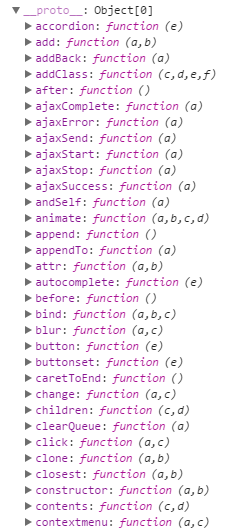 ▼__proto__: Object[0]
▶accordion: function (e)
▶add: function (a,b)
▶addBack: function (a)
▶addClass: function (c,d,e,f)
▶after: function ()
▶ajaxComplete: function (a)
▶ajaxError: function (a)
▶ajaxSend: function (a)
▶ajaxStart: function (a)
▶ajaxStop: function (a)
▶ajaxSuccess: function (a)
▶andSelf: function (a)
▶animate: function (a,b,c,d)
▶append: function ()
▶appendTo: function (a)
▶attr: function (a,b)
▶autocomplete: function (e)
▶before: function ()
▶bind: function (a,b,c)
▶blur: function (a,c)
▶button: function (e)
▶buttonset: function (e)
▶caretToEnd: function ()
▶change: function (a,c)
▶children: function (c,d)
▶clearQueue: function (a)
▶click: function (a,c)
▶clone: function (a,b)
▶closest: function (a,b)
▶constructor: function (a,b)
▶contents: function (c,d)
▶contextmenu: function (a,c)